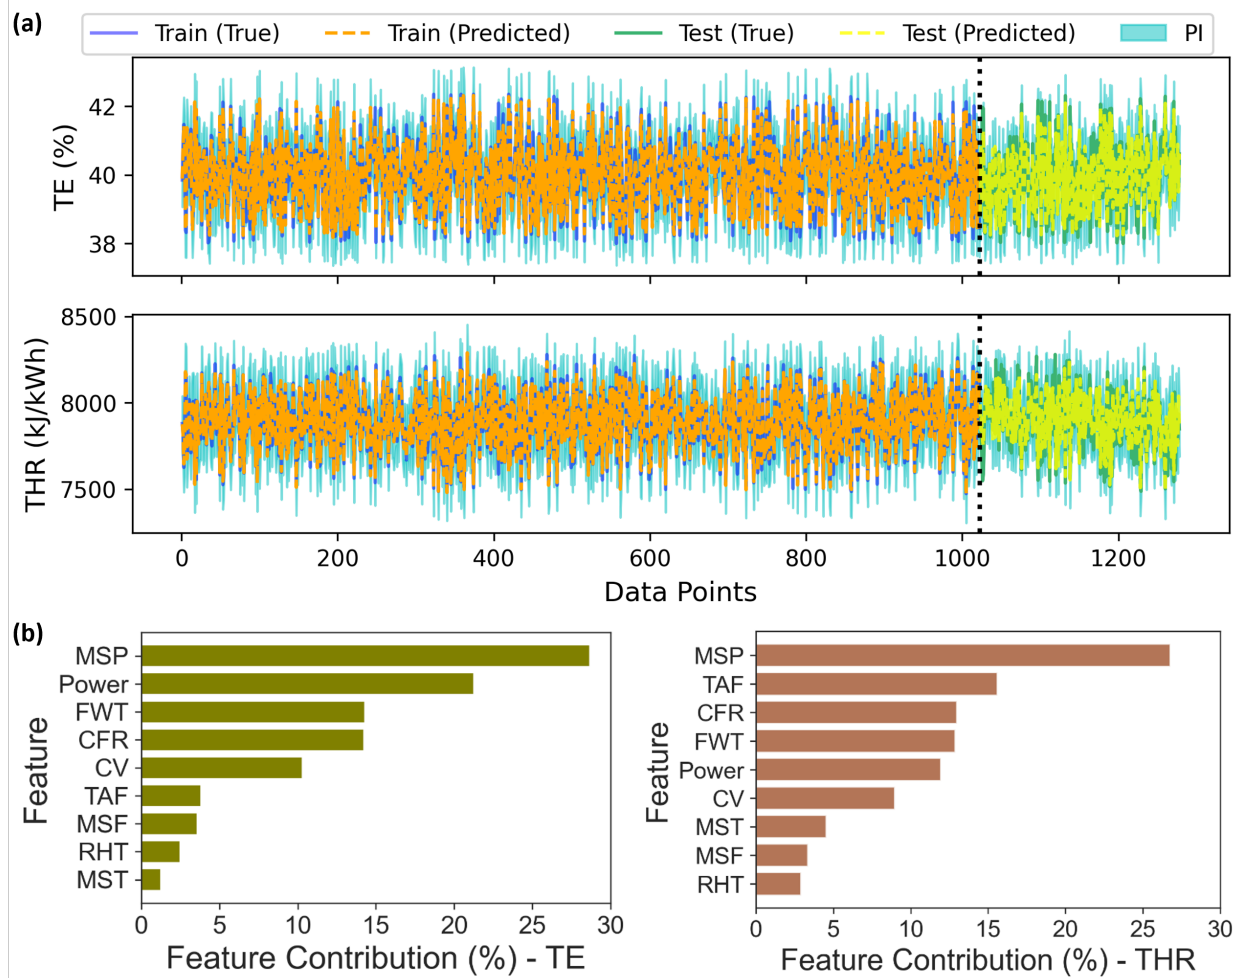 (a)
Train (True) Train (Predicted) Test (True) Test (Predicted) PI
TE (%)
42
40
38
THR (kJ/kWh)
8500
8000
7500
0 200 400 600 800 1000 1200
Data Points
(b)
Feature
MSP
Power
FWT
CFR
CV
TAF
MSF
RHT
MST
0 5 10 15 20 25 30
Feature Contribution (%) - TE
Feature
MSP
TAF
CFR
FWT
Power
CV
MST
MSF
RHT
0 5 10 15 20 25 30
Feature Contribution (%) - THR